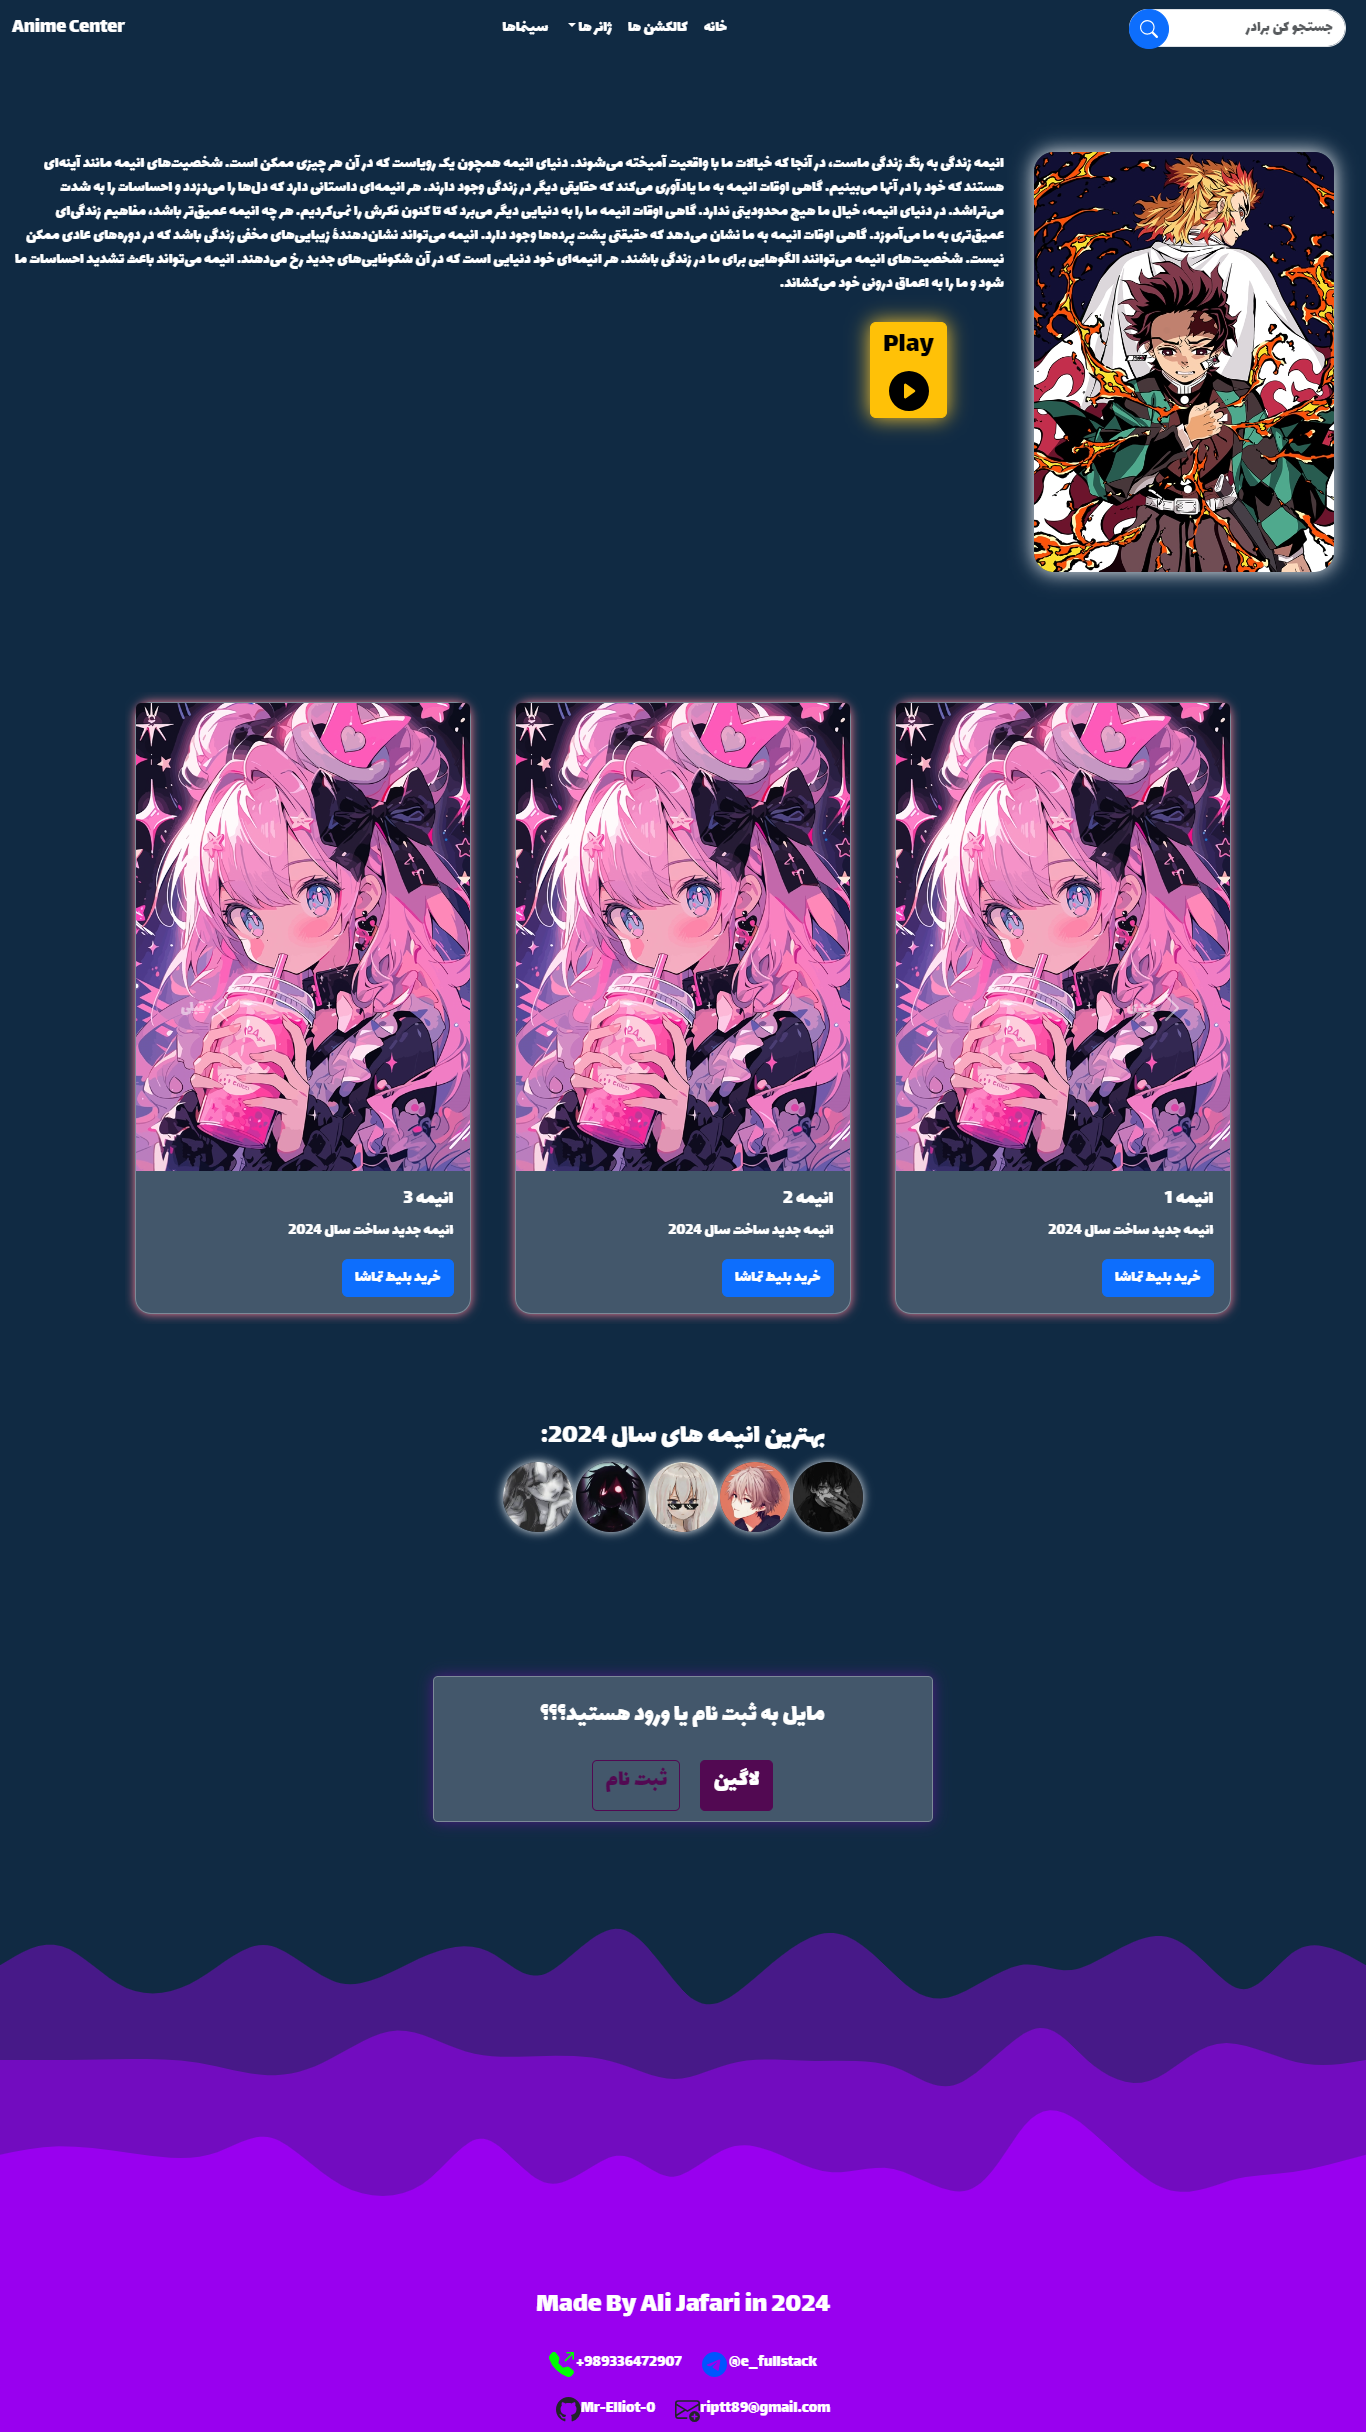 جستجو کن برادر
خانه
کالکشن ها
ژانر ها
سینماها
Anime Center
انیمه زندگی به رنگ زندگی ماست، در آنجا که خیالات ما با واقعیت آمیخته می‌شوند. دنیای انیمه همچون یک رویاست که در آن هر چیزی ممکن است. شخصیت‌های انیمه مانند آینه‌ای
هستند که خود را در آنها می‌بینیم. گاهی اوقات انیمه به ما یادآوری می‌کند که حقایق دیگر در زندگی وجود دارند. هر انیمه‌ای داستانی دارد که دل‌ها را می‌دزدد و احساسات را به شدت
می‌تراشد. در دنیای انیمه، خیال ما هیچ محدودیتی ندارد. گاهی اوقات انیمه ما را به دنیایی دیگر می‌برد که تا کنون فکرش را نمی‌کردیم. هر چه انیمه عمیق‌تر باشد، مفاهیم زندگی‌ای
عمیق‌تری به ما می‌آموزد. گاهی اوقات انیمه به ما نشان می‌دهد که حقیقتی پشت پرده‌ها وجود دارد. انیمه می‌تواند نشان‌دهندهٔ زیبایی‌های مخفی زندگی باشد که در دوره‌های عادی ممکن
نیست. شخصیت‌های انیمه می‌توانند الگوهایی برای ما در زندگی باشند. هر انیمه‌ای خود دنیایی است که در آن شکوفایی‌های جدید رخ می‌دهند. انیمه می‌تواند باعث تشدید احساسات ما
شود و ما را به اعماق درونی خود می‌کشاند.
Play
قبلی
انیمه 1
انیمه جدید ساخت سال 2024
خرید بلیط تماشا
انیمه 2
انیمه جدید ساخت سال 2024
خرید بلیط تماشا
انیمه 3
انیمه جدید ساخت سال 2024
خرید بلیط تماشا
بهترین انیمه های سال 2024:
مایل به ثبت نام یا ورود هستید؟؟؟
لاگین
ثبت نام
Made By Ali Jafari in 2024
+989336472907
@e_fullstack
Mr-Elliot-0
riptt89@gmail.com